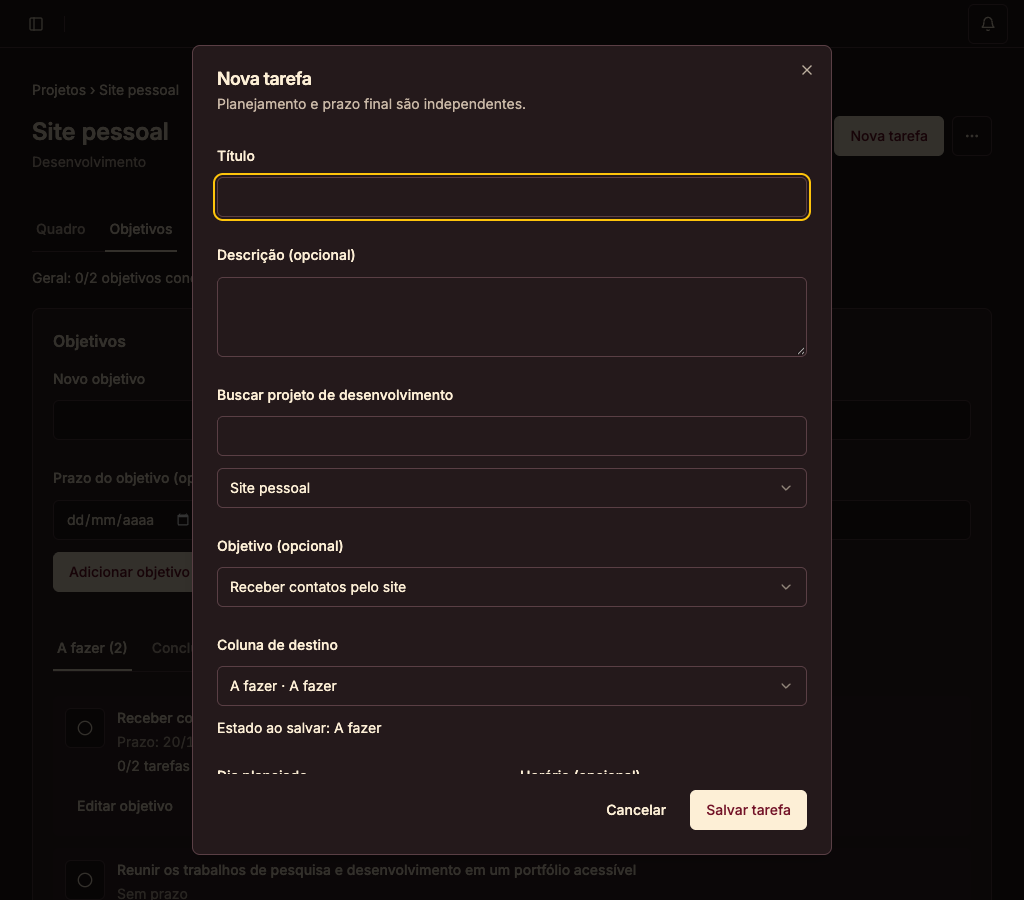 Projetos › Site pessoal
Site pessoal
Desenvolvimento
Nova tarefa
Quadro
Objetivos
Geral: 0/2 objetivos
Objetivos
Novo objetivo
Prazo do objetivo
dd/mm/aaaa
Adicionar objetivo
A fazer (2)
Receber
Prazo: 20/1
0/2 tarefas
Editar objetivo
Reunir os trabalhos de pesquisa e desenvolvimento em um portfólio acessível
Sem prazo
Nova tarefa
Planejamento e prazo final são independentes.
Título
Descrição (opcional)
Buscar projeto de desenvolvimento
Site pessoal
Objetivo (opcional)
Receber contatos pelo site
Coluna de destino
A fazer · A fazer
Estado ao salvar: A fazer
Dia planejado
Horário (opcional)
Cancelar
Salvar tarefa